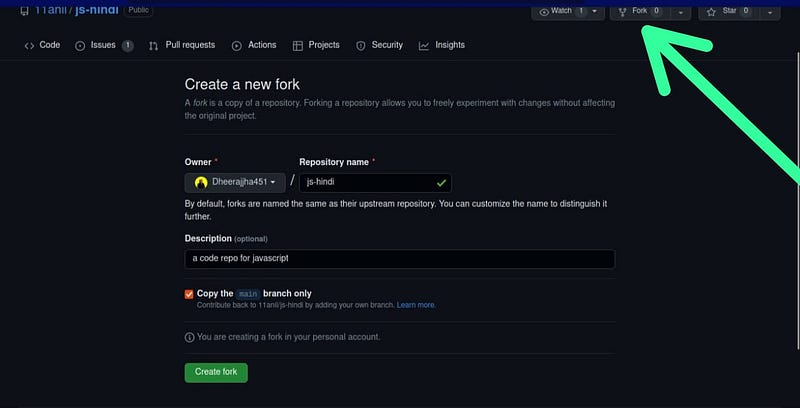 11anil / js-hindi Public
Watch 1 Fork 0 Star 0
Code Issues 1 Pull requests Actions Projects Security Insights
Create a new fork
A fork is a copy of a repository. Forking a repository allows you to freely experiment with changes without affecting
the original project.
Owner * Repository name *
Dheerajjha451 / js-hindi
By default, forks are named the same as their upstream repository. You can customize the name to distinguish it
further.
Description (optional)
a code repo for javascript
Copy the main branch only
Contribute back to 11anil/js-hindi by adding your own branch. Learn more.
You are creating a fork in your personal account.
Create fork